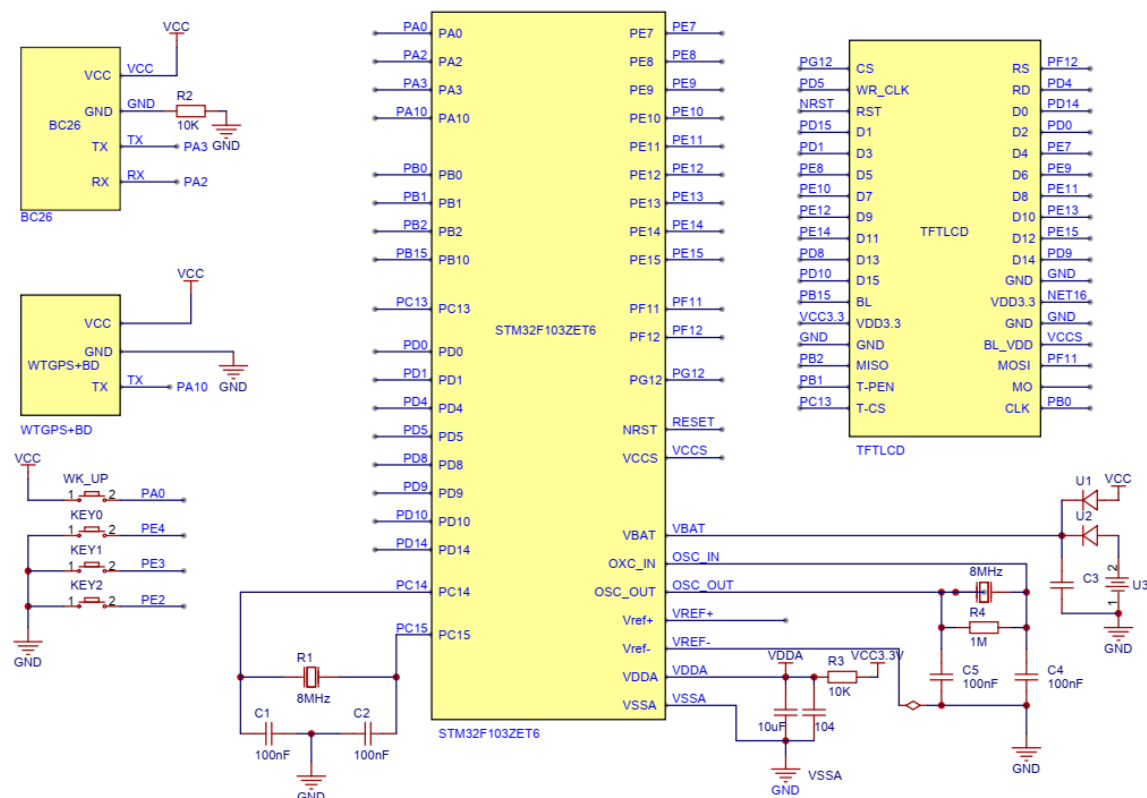 VCC
VCC VCC
GND GND R2
10K
GND
BC26
TX TX PA3
RX RX PA2
BC26
VCC
VCC
GND
WTGPS+BD
GND
TX TX PA10
WTGPS+BD
VCC
WK_UP
1 2 PA0
KEY0
1 2 PE4
KEY1
1 2 PE3
KEY2
1 2 PE2
GND
PA0 PA0 PE7 PE7
PA2 PA2 PE8 PE8
PA3 PA3 PE9 PE9
PA10 PA10 PE10 PE10
PE11 PE11
PB0 PB0 PE12 PE12
PB1 PB1 PE13 PE13
PB2 PB2 PE14 PE14
PB15 PB10 PE15 PE15
PC13 PC13 PF11 PF11
STM32F103ZET6
PF12 PF12
PD0 PD0
PD1 PD1 PG12 PG12
PD4 PD4
PD5 PD5 NRST RESET
PD8 PD8 VCCS VCCS
PD9 PD9
PD10 PD10
PD14 PD14 VBAT VBAT
OXC_IN OSC_IN
PC14 PC14 OSC_OUT OSC_OUT
Vref+ VREF+
PC15 PC15 Vref- VREF-
VDDA VDDA
VSSA VSSA
STM32F103ZET6
R1
8MHz
C1 C2
100nF 100nF
GND
PG12 CS RS PF12
PD5 WR_CLK RD PD4
NRST RST D0 PD14
PD15 D1 D2 PD0
PD1 D3 D4 PE7
PE8 D5 D6 PE9
PE10 D7 D8 PE11
PE12 D9 D10 PE13
TFTLCD
PE14 D11 D12 PE15
PD8 D13 D14 PD9
PD10 D15 GND GND
PB15 BL VDD3.3 NET16
VCC3.3 VDD3.3 GND GND
GND GND BL_VDD VCCS
PB2 MISO MOSI PF11
PB1 T-PEN MO
PC13 T-CS CLK PB0
TFTLCD
U1 VCC
U2
C3 2 1 U3
GND
8MHz
R4
1M
C5 C4
100nF 100nF
GND
VDDA R3 VCC3.3V
10K
10uF 104
VSSA
GND